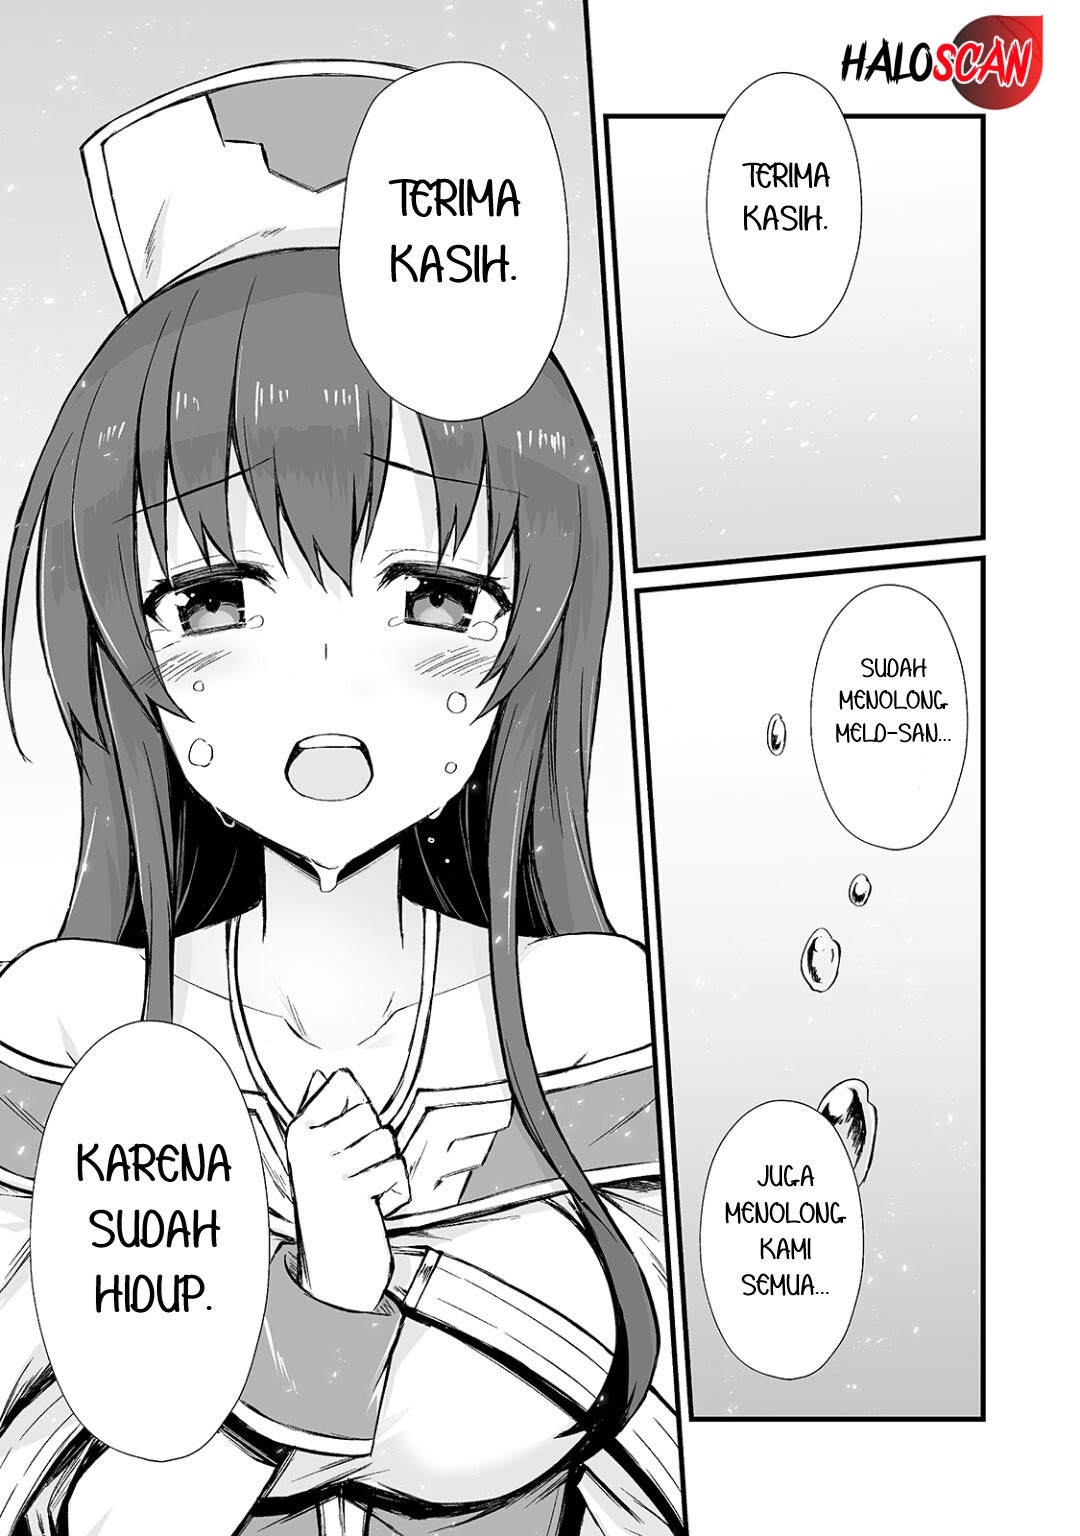 HALOSCAN
TERIMA
KASIH.
SUDAH
MENOLONG
MELO-SAN...
JUGA
MENOLONG
KAMI
SEMUA...
TERIMA
KASIH.
KARENA
SUDAH
HIDUP.